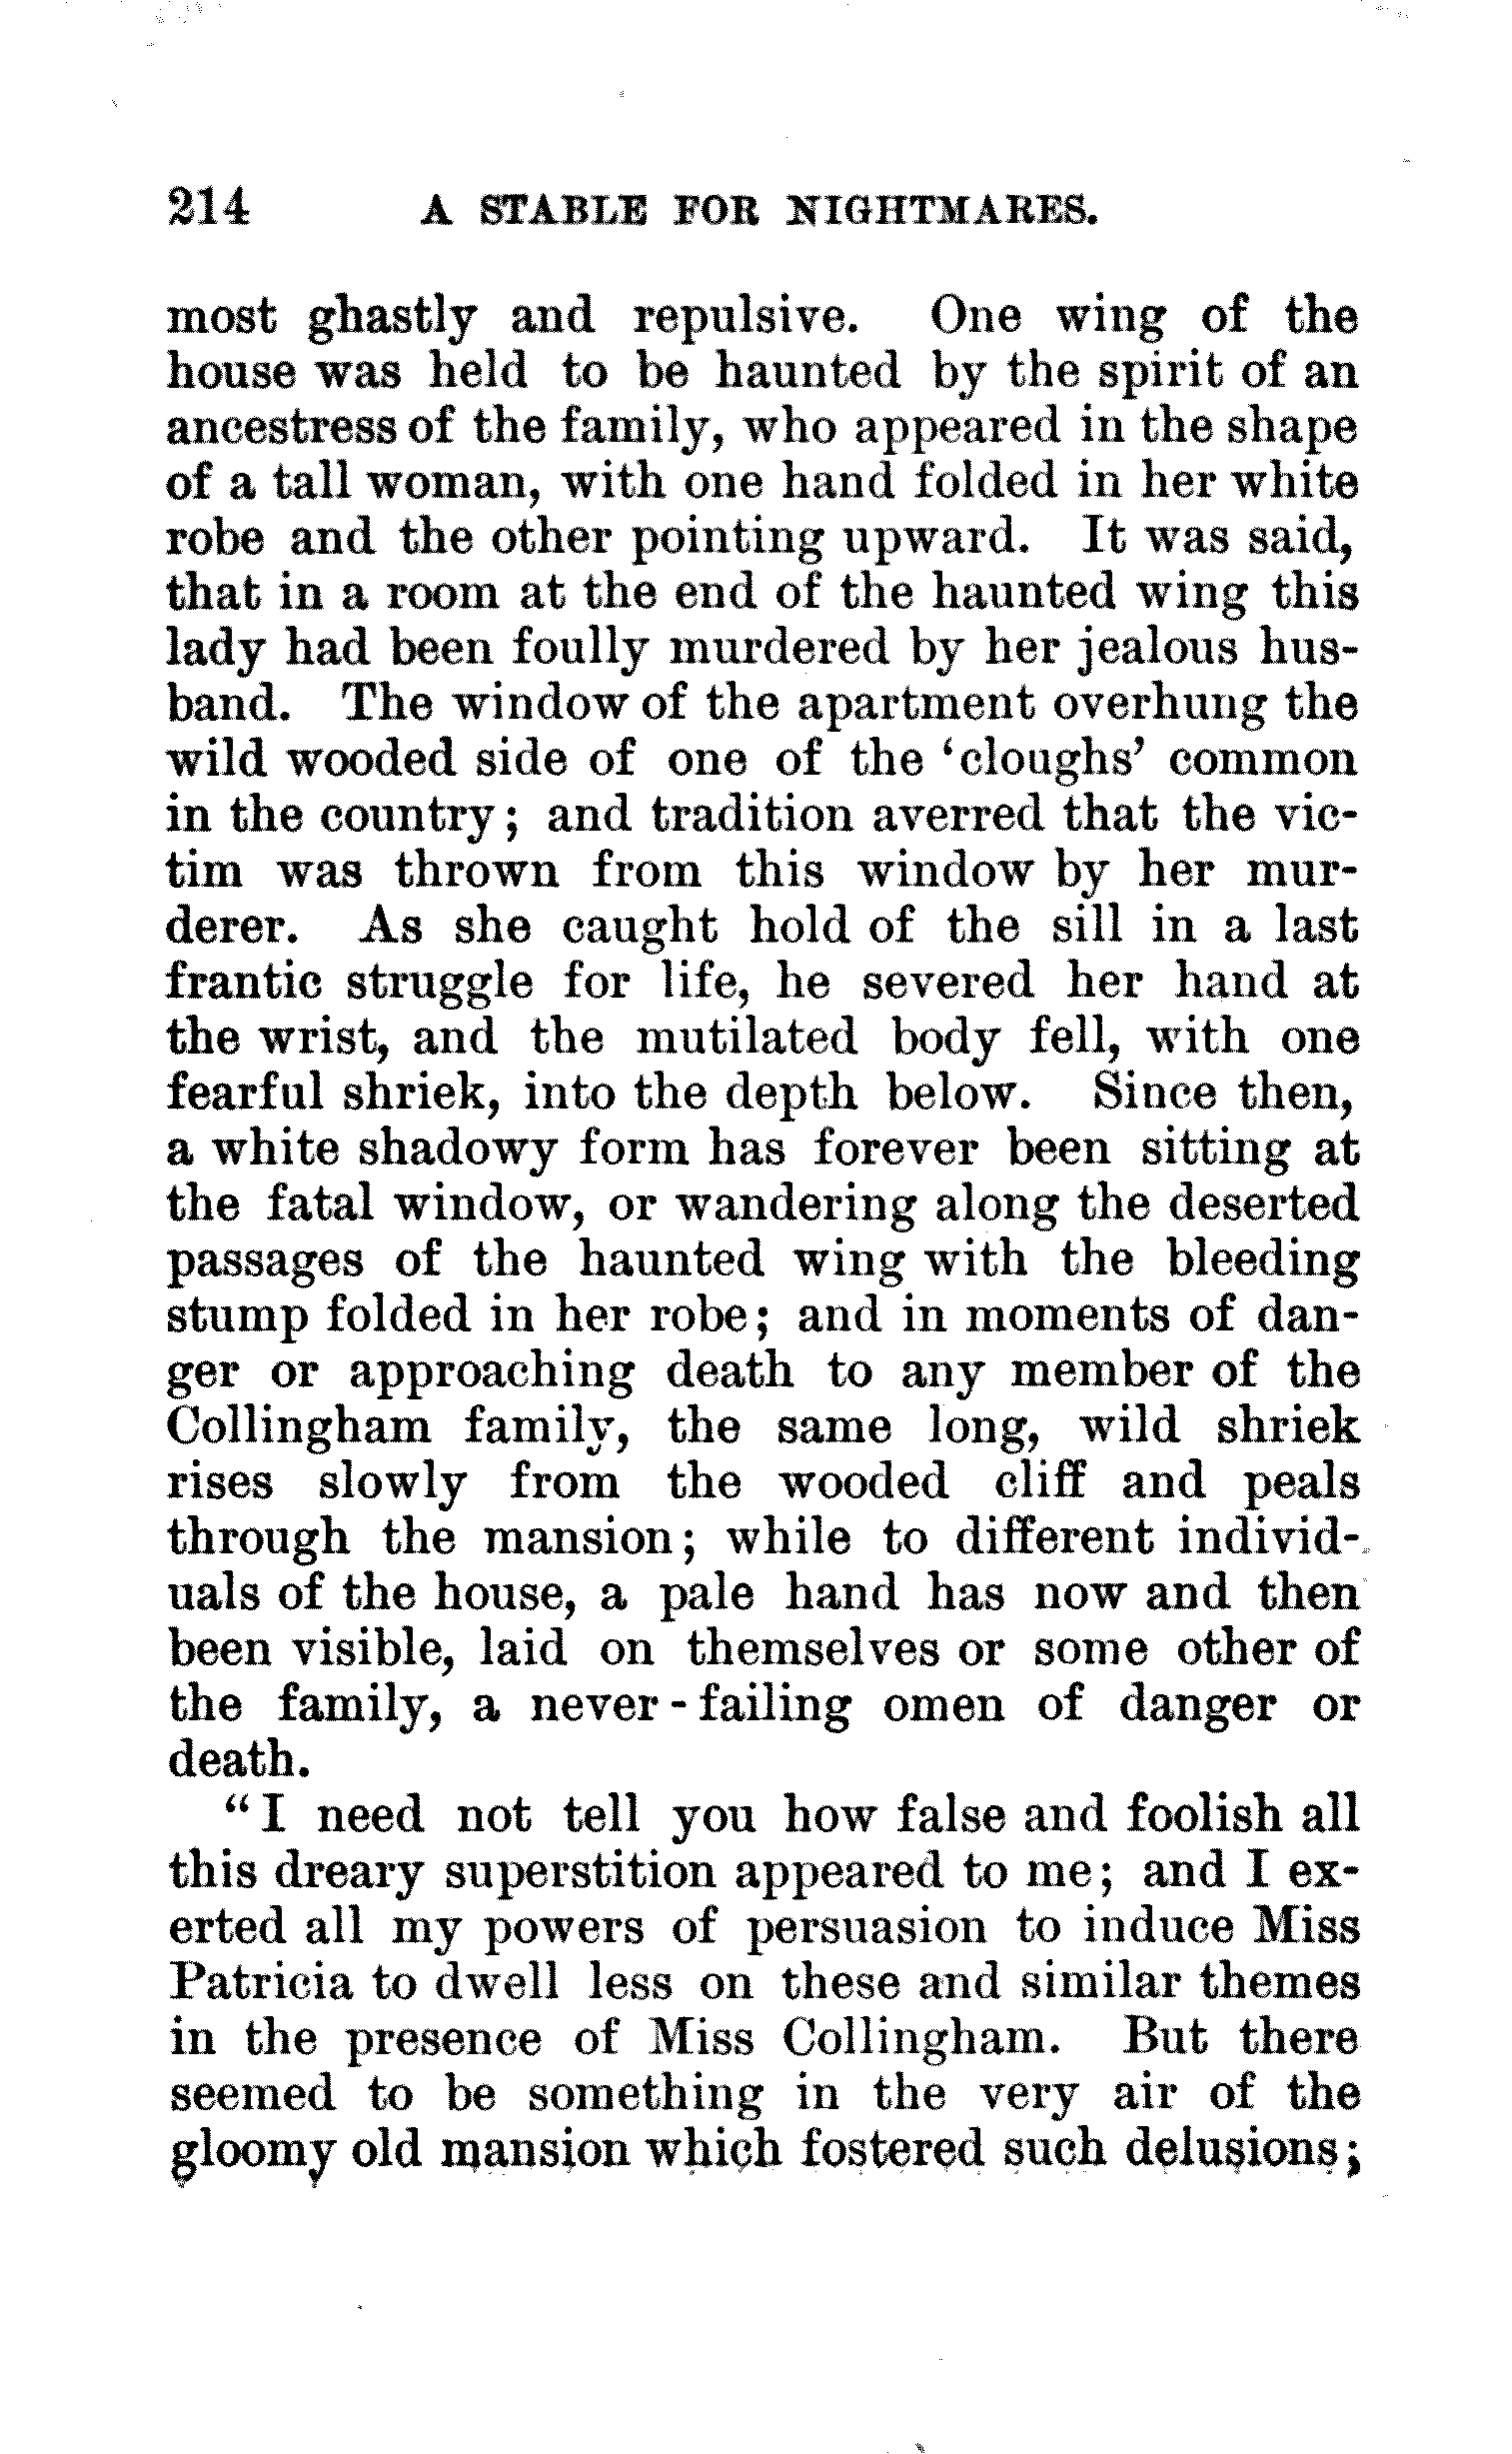 214 A STABLE FOR NIGHTMARES.
most ghastly and repulsive. One wing of the
house was held to be haunted by the spirit of an
ancestress of the family, who appeared in the shape
of a tall woman, with one hand folded in her white
robe and the other pointing upward. It was said,
that in a room at the end of the haunted wing this
lady had been foully murdered by her jealous hus-
band. The window of the apartment overhung the
wild wooded side of one of the ‘cloughs’ common
in the country; and tradition averred that the vic-
tim was thrown from this window by her mur-
derer. As she caught hold of the sill in a last
frantic struggle for life, he severed her hand at
the wrist, and the mutilated body fell, with one
fearful shriek, into the depth below. Since then,
a white shadowy form has forever been sitting at
the fatal window, or wandering along the deserted
passages of the haunted wing with the bleeding
stump folded in her robe; and in moments of dan-
ger or approaching death to any member of the
Collingham family, the same long, wild shriek
rises slowly from the wooded cliff and peals
through the mansion; while to different individ-
uals of the house, a pale hand has now and then
been visible, laid on themselves or some other of
the family, a never-failing omen of danger or
death.
“I need not tell you how false and foolish all
this dreary superstition appeared to me; and I ex-
erted all my powers of persuasion to induce Miss
Patricia to dwell less on these and similar themes
in the presence of Miss Collingham. But there
seemed to be something in the very air of the
gloomy old mansion which fostered such delusions;